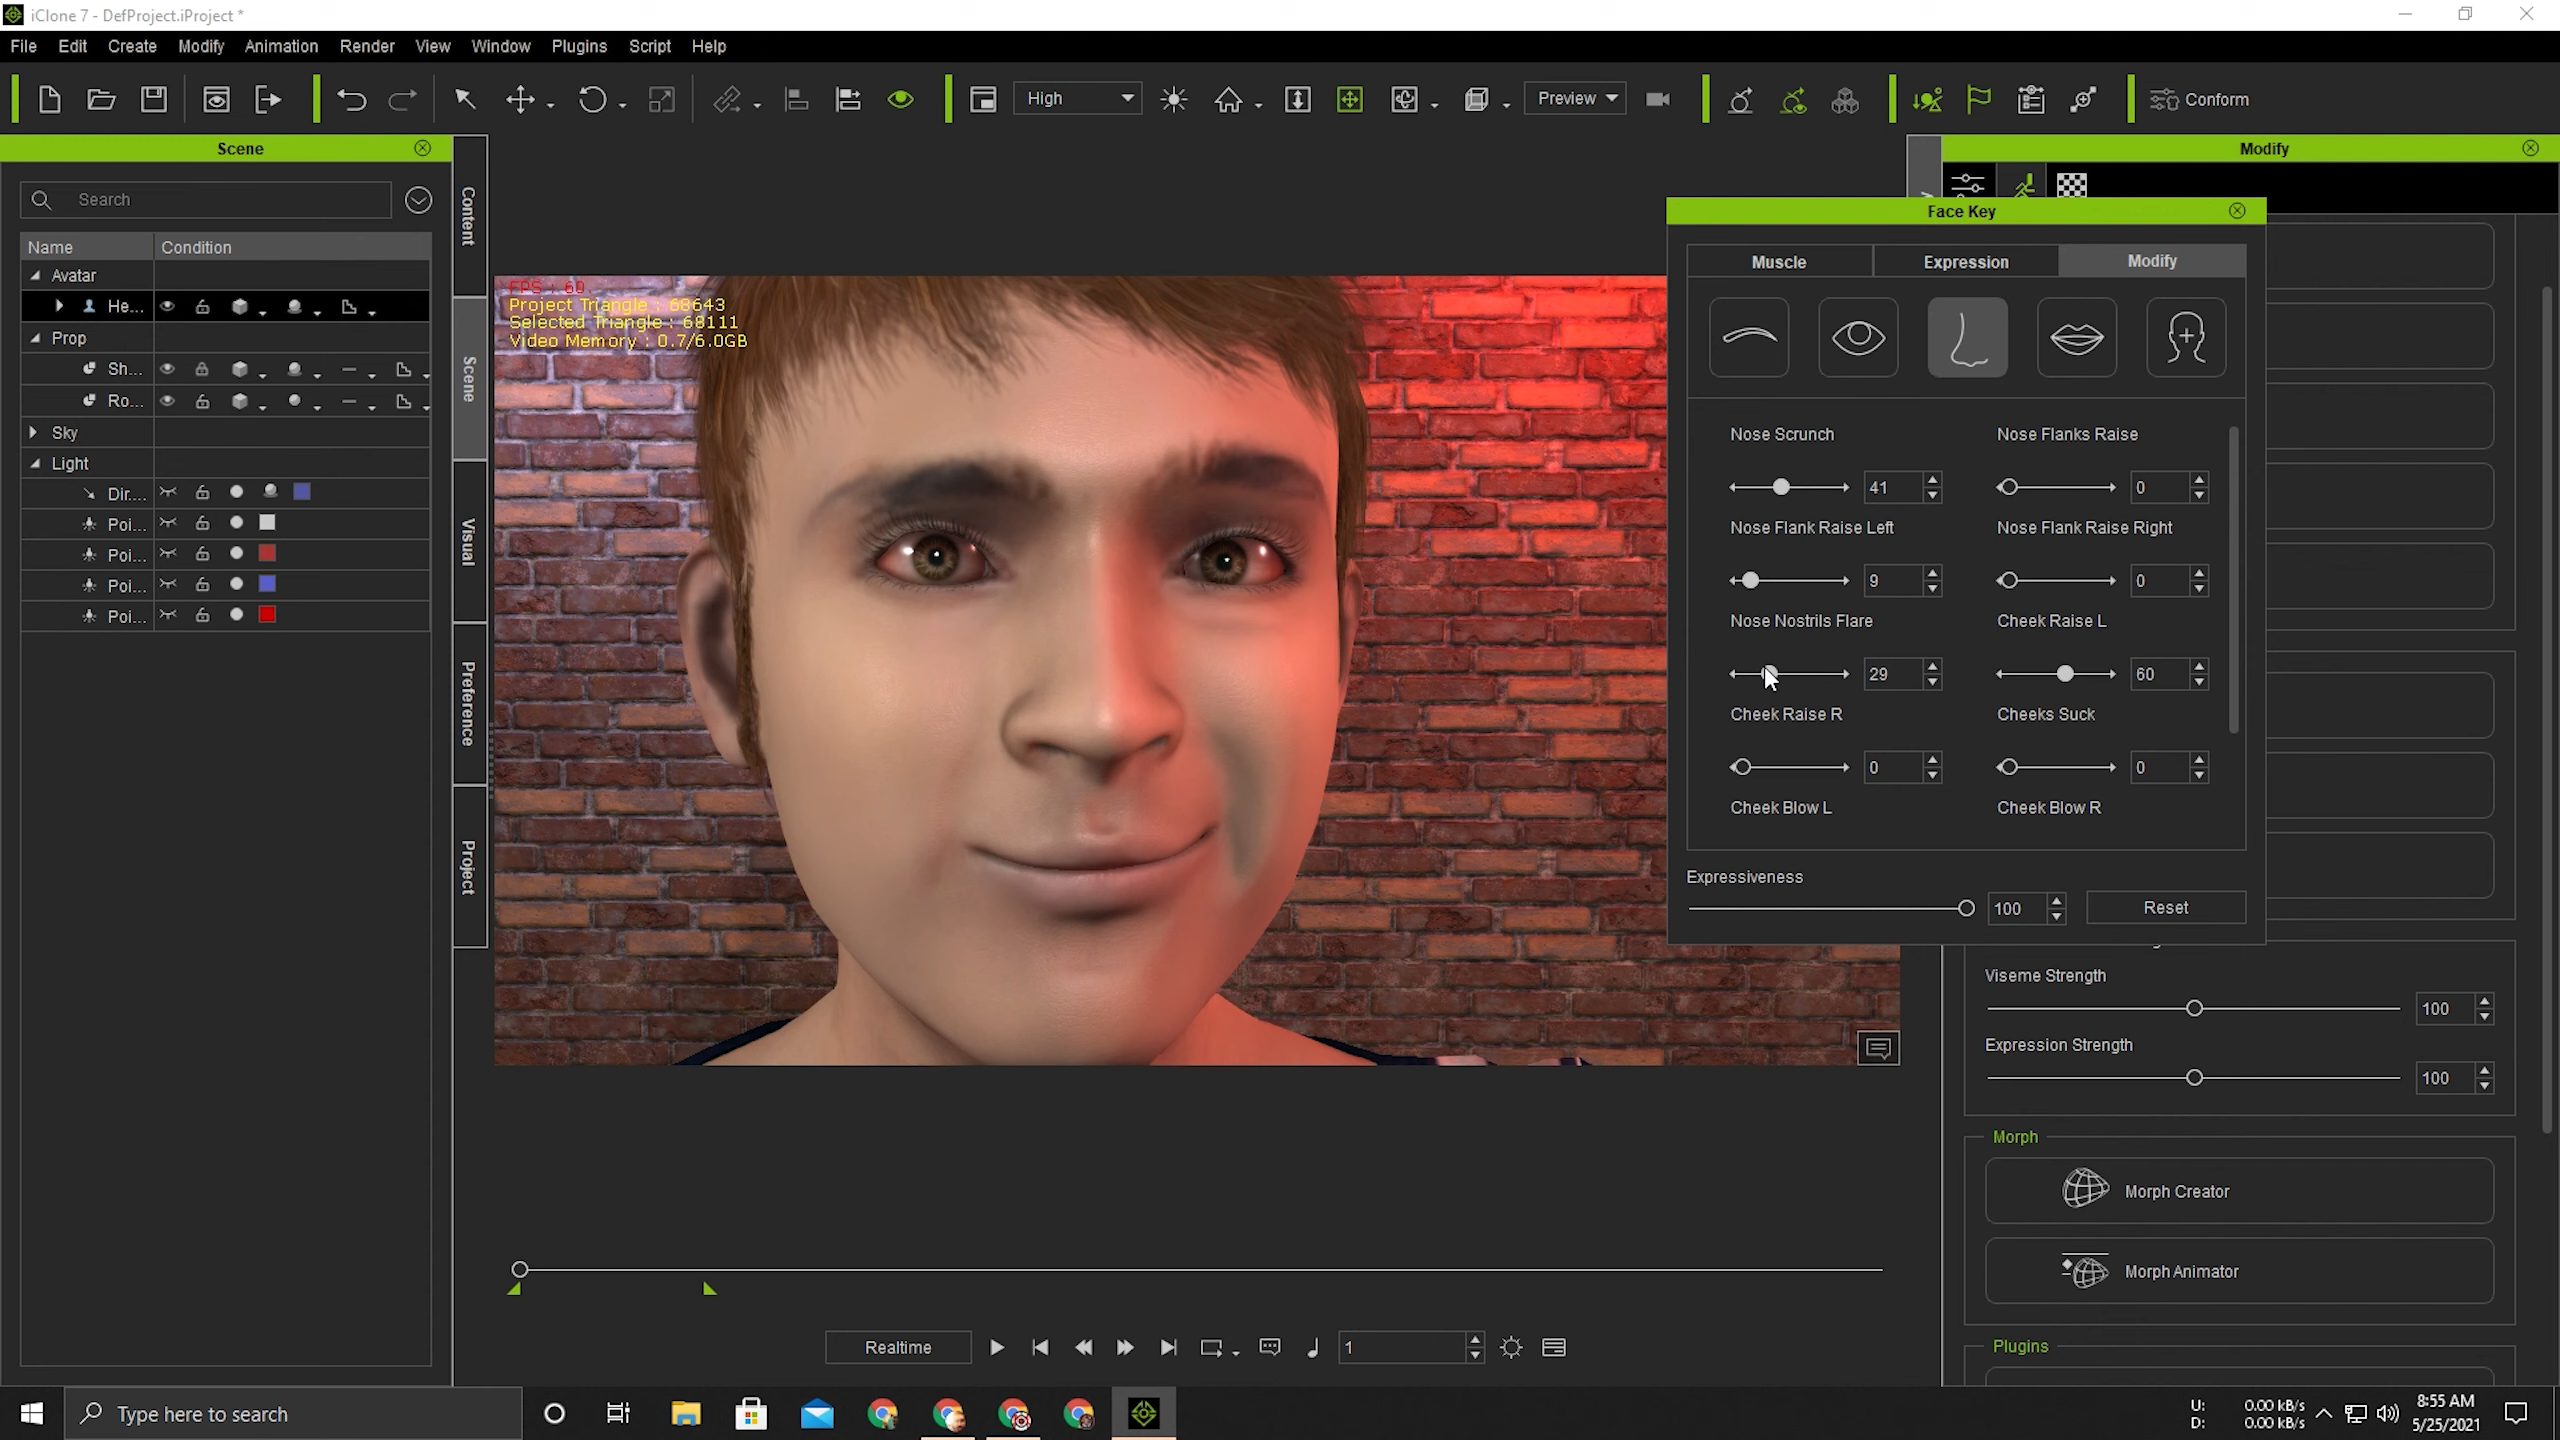 iClone 7 - DefProject.iProject *
File Edit Create Modify Animation Render View Window Plugins Script Help
High
Preview
Conform
Scene
Modify
Search
Name Condition
Avatar
He...
Prop
Sh...
Ro...
Sky
Light
Dir....
Poi...
Poi...
Poi...
Poi...
Content
Scene
Visual
Preference
Project
FPS : 60
Project Triangle : 68643
Selected Triangle : 68111
Video Memory : 0.7/6.0GB
Face Key
Muscle Expression Modify
Nose Scrunch Nose Flanks Raise
41 0
Nose Flank Raise Left Nose Flank Raise Right
9 0
Nose Nostrils Flare Cheek Raise L
29 60
Cheek Raise R Cheeks Suck
0 0
Cheek Blow L Cheek Blow R
Expressiveness
100 Reset
Viseme Strength
100
Expression Strength
100
Morph
Morph Creator
Morph Animator
Plugins
Realtime 1
Type here to search
U: 0.00 kB/s
D: 0.00 kB/s
8:55 AM
5/25/2021